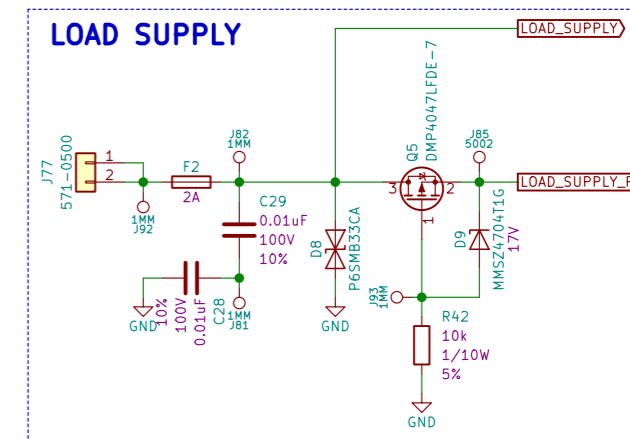 LOAD SUPPLY
LOAD_SUPPLY
J77
571-0500
1
2
1MM
J92
F2
2A
J82
1MM
C29
0.01uF
100V
10%
GND
10%
100V
0.01uF
C28
1MM
J81
D8
P6SMB33CA
GND
Q5
DMP4047LFDE-7
3
2
1
J85
5002
LOAD_SUPPLY_F
D9
MMSZ4704T1G
17V
J93
1MM
R42
10k
1/10W
5%
GND